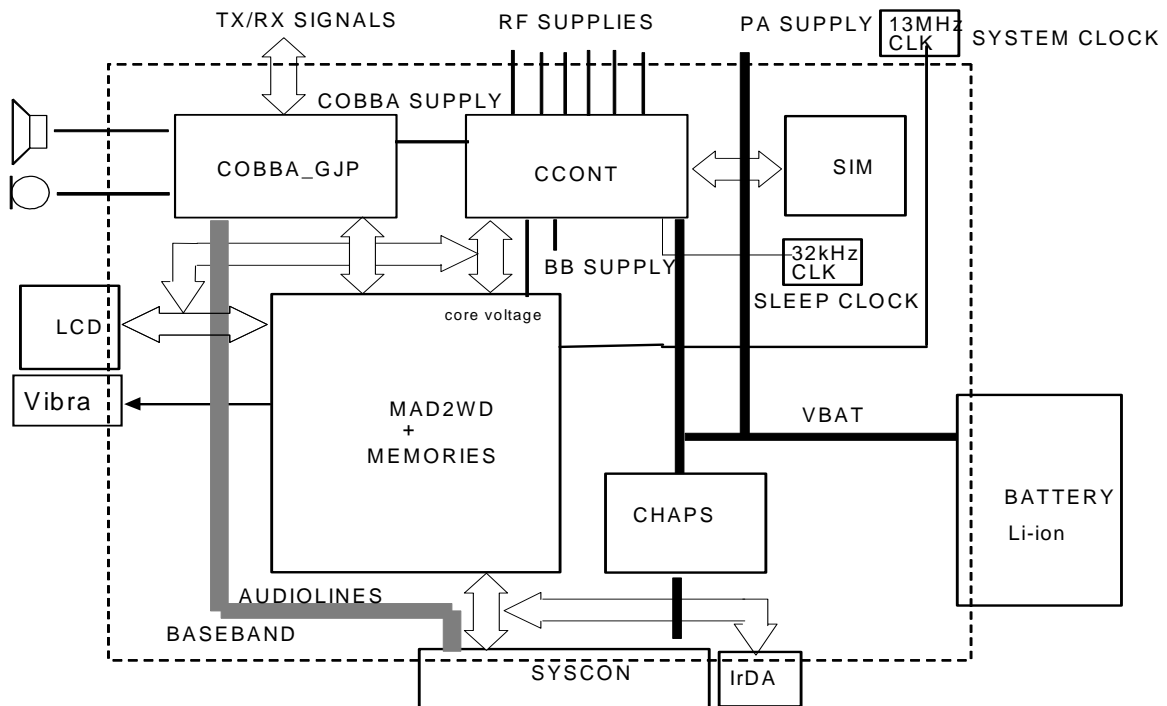 TX/RX SIGNALS
RF SUPPLIES
PA SUPPLY
13MHz
CLK
SYSTEM CLOCK
COBBA SUPPLY
COBBA_GJP
CCONT
SIM
BB SUPPLY
32kHz
CLK
SLEEP CLOCK
LCD
core voltage
Vibra
MAD2WD
+
MEMORIES
VBAT
CHAPS
BATTERY
Li-ion
AUDIOLINES
BASEBAND
SYSCON
IrDA